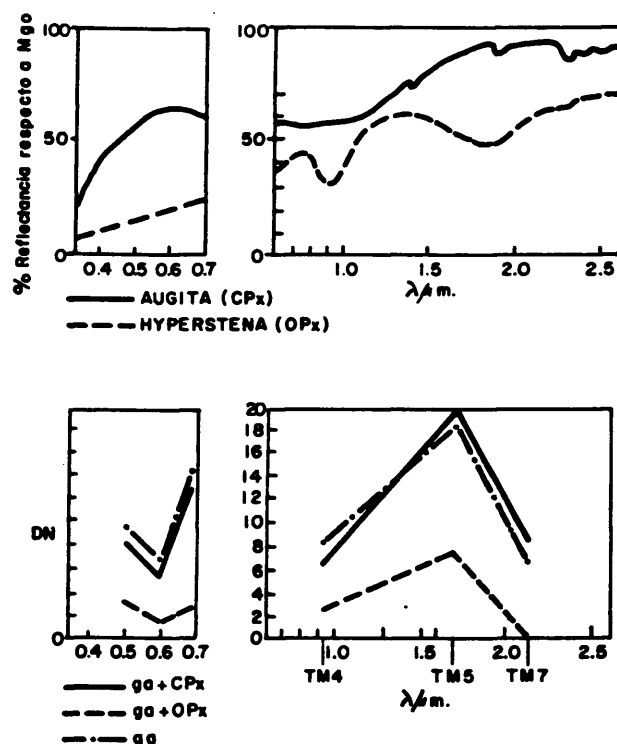 % Reflectancia respecto a Mgo
100
50
0
0.4 0.5 0.6 0.7
100
50
0
1.0 1.5 2.0 2.5
λ/μm.
AUGITA (CPx)
HYPERSTENA (OPx)
DN
0
0.4 0.5 0.6 0.7
20
18
16
14
12
10
8
6
4
2
0
1.0 1.5 2.0 2.5
TM4 TM5 TM7
λ/μm.
ga+CPx
ga+OPx
ga